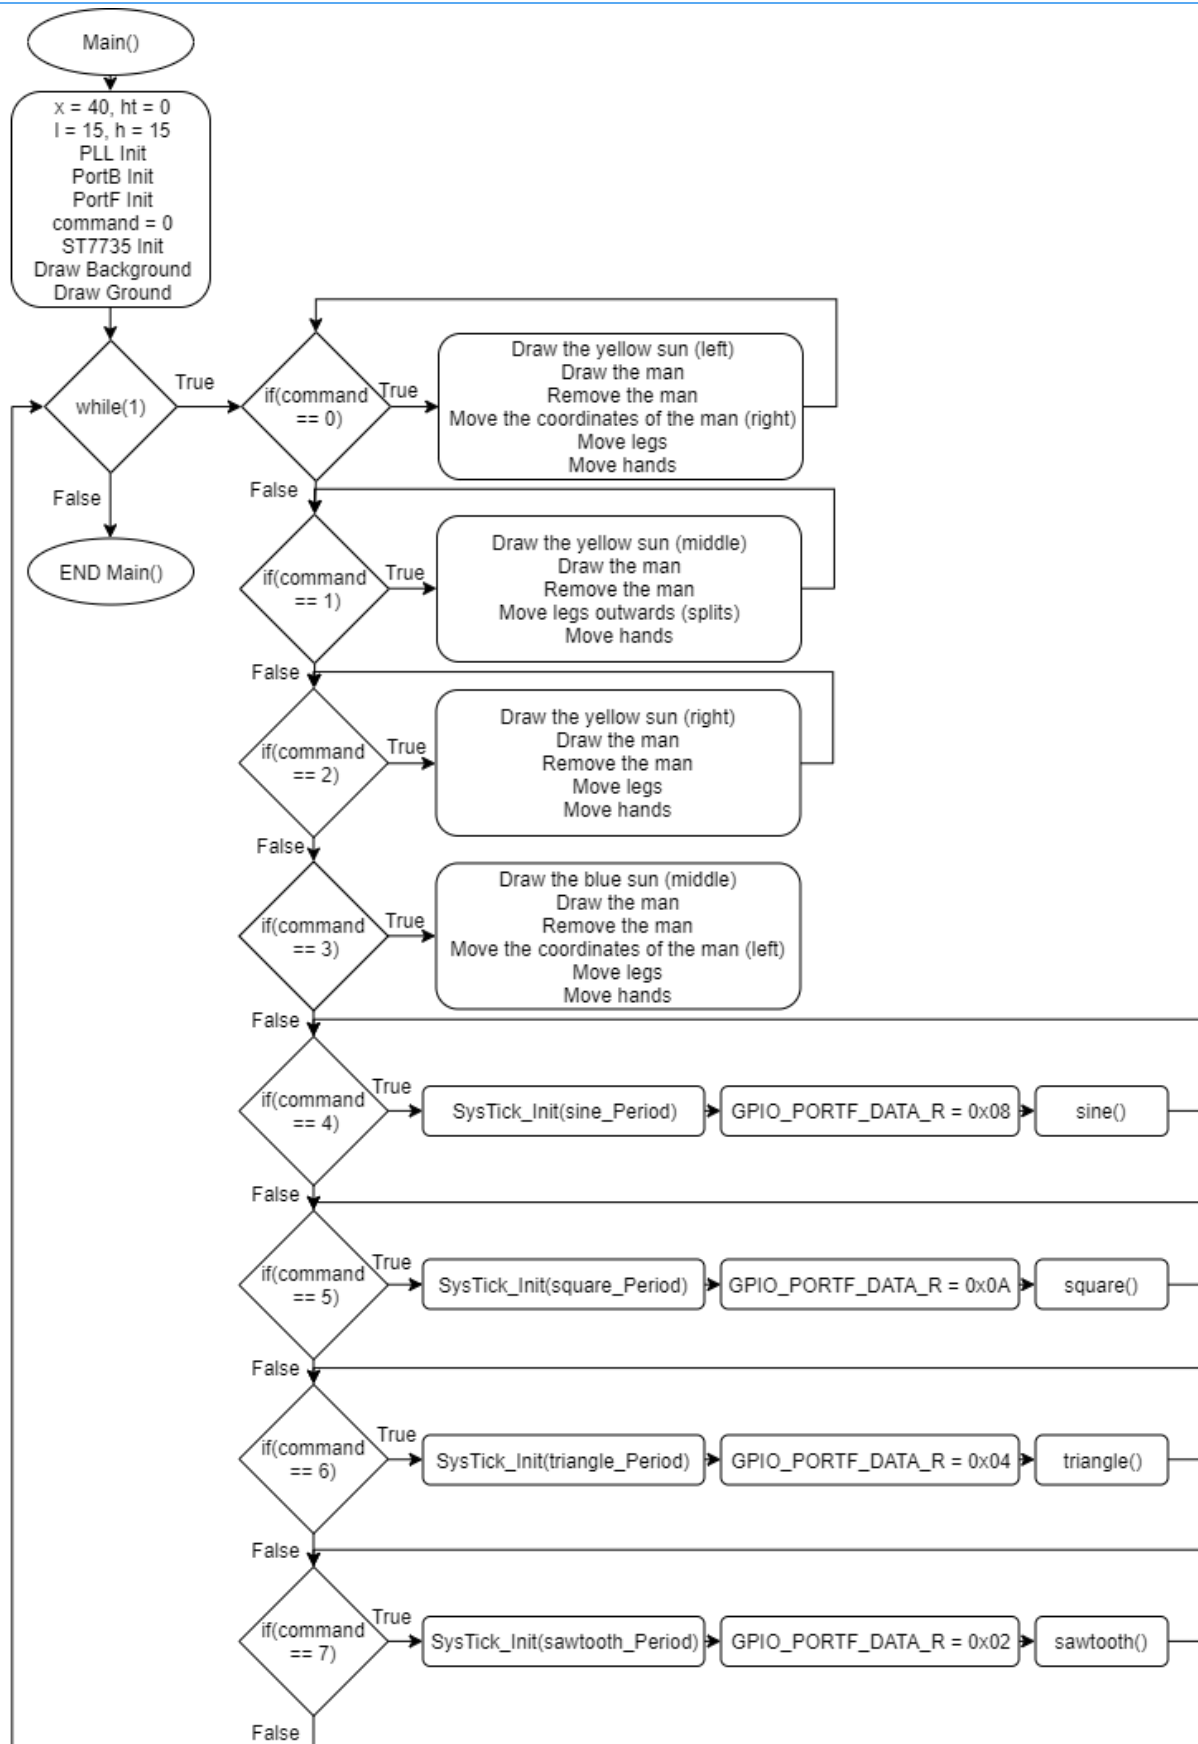 Main()
x = 40, ht = 0
l = 15, h = 15
PLL Init
PortB Init
PortF Init
command = 0
ST7735 Init
Draw Background
Draw Ground
while(1)
True
False
END Main()
if(command
== 0)
True
Draw the yellow sun (left)
Draw the man
Remove the man
Move the coordinates of the man (right)
Move legs
Move hands
False
if(command
== 1)
True
Draw the yellow sun (middle)
Draw the man
Remove the man
Move legs outwards (splits)
Move hands
False
if(command
== 2)
True
Draw the yellow sun (right)
Draw the man
Remove the man
Move legs
Move hands
False
if(command
== 3)
True
Draw the blue sun (middle)
Draw the man
Remove the man
Move the coordinates of the man (left)
Move legs
Move hands
False
if(command
== 4)
True
SysTick_Init(sine_Period)
GPIO_PORTF_DATA_R = 0x08
sine()
False
if(command
== 5)
True
SysTick_Init(square_Period)
GPIO_PORTF_DATA_R = 0x0A
square()
False
if(command
== 6)
True
SysTick_Init(triangle_Period)
GPIO_PORTF_DATA_R = 0x04
triangle()
False
if(command
== 7)
True
SysTick_Init(sawtooth_Period)
GPIO_PORTF_DATA_R = 0x02
sawtooth()
False